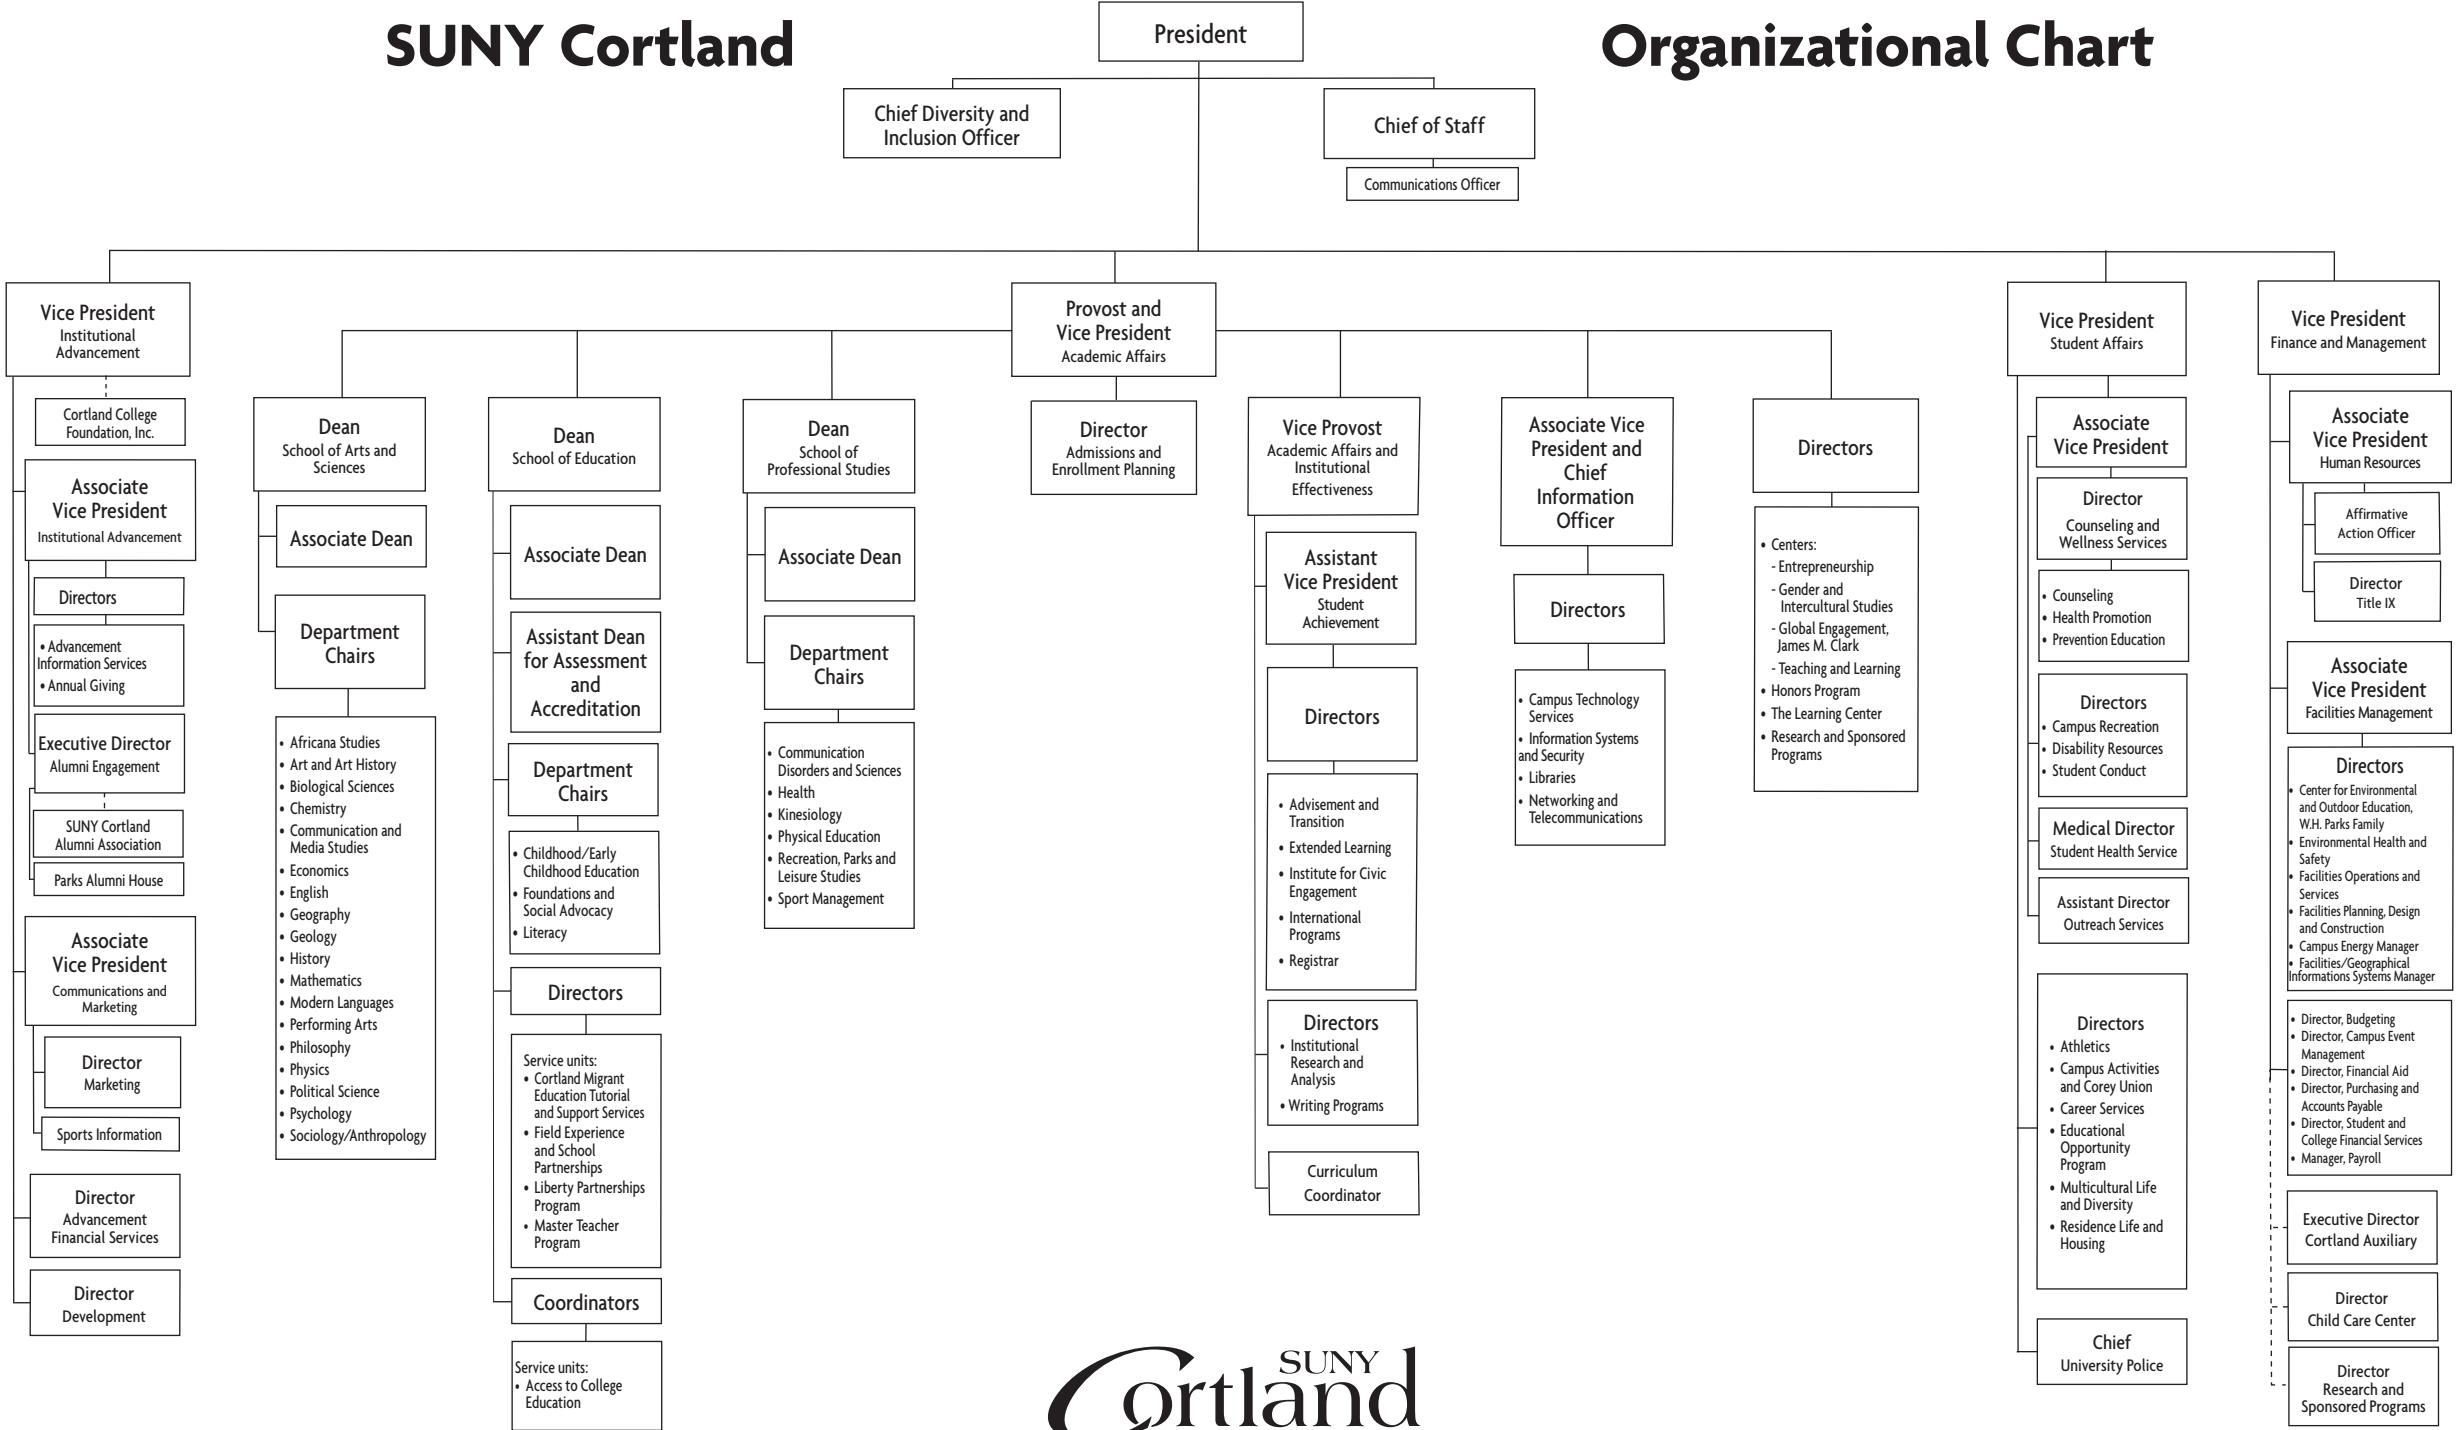 SUNY Cortland
Organizational Chart
President
Chief Diversity and
Inclusion Officer
Chief of Staff
Communications Officer
Vice President
Institutional
Advancement
Cortland College
Foundation, Inc.
Associate
Vice President
Institutional Advancement
Directors
• Advancement
Information Services
• Annual Giving
Executive Director
Alumni Engagement
SUNY Cortland
Alumni Association
Parks Alumni House
Associate
Vice President
Communications and
Marketing
Director
Marketing
Sports Information
Director
Advancement
Financial Services
Director
Development
Provost and
Vice President
Academic Affairs
Dean
School of Arts and
Sciences
Associate Dean
Department
Chairs
• Africana Studies
• Art and Art History
• Biological Sciences
• Chemistry
• Communication and
Media Studies
• Economics
• English
• Geography
• Geology
• History
• Mathematics
• Modern Languages
• Performing Arts
• Philosophy
• Physics
• Political Science
• Psychology
• Sociology/Anthropology
Dean
School of Education
Associate Dean
Assistant Dean
for Assessment
and
Accreditation
Department
Chairs
• Childhood/Early
Childhood Education
• Foundations and
Social Advocacy
• Literacy
Directors
Service units:
• Cortland Migrant
Education Tutorial
and Support Services
• Field Experience
and School
Partnerships
• Liberty Partnerships
Program
• Master Teacher
Program
Coordinators
Service units:
• Access to College
Education
Dean
School of
Professional Studies
Associate Dean
Department
Chairs
• Communication
Disorders and Sciences
• Health
• Kinesiology
• Physical Education
• Recreation, Parks and
Leisure Studies
• Sport Management
Director
Admissions and
Enrollment Planning
Vice Provost
Academic Affairs and
Institutional
Effectiveness
Assistant
Vice President
Student
Achievement
Directors
• Advisement and
Transition
• Extended Learning
• Institute for Civic
Engagement
• International
Programs
• Registrar
Directors
• Institutional
Research and
Analysis
• Writing Programs
Curriculum
Coordinator
Associate Vice
President and
Chief
Information
Officer
Directors
• Campus Technology
Services
• Information Systems
and Security
• Libraries
• Networking and
Telecommunications
Directors
• Centers:
- Entrepreneurship
- Gender and
Intercultural Studies
- Global Engagement,
James M. Clark
- Teaching and Learning
• Honors Program
• The Learning Center
• Research and Sponsored
Programs
Vice President
Student Affairs
Associate
Vice President
Director
Counseling and
Wellness Services
• Counseling
• Health Promotion
• Prevention Education
Directors
• Campus Recreation
• Disability Resources
• Student Conduct
Medical Director
Student Health Service
Assistant Director
Outreach Services
Directors
• Athletics
• Campus Activities
and Corey Union
• Career Services
• Educational
Opportunity
Program
• Multicultural Life
and Diversity
• Residence Life and
Housing
Chief
University Police
Vice President
Finance and Management
Associate
Vice President
Human Resources
Affirmative
Action Officer
Director
Title IX
Associate
Vice President
Facilities Management
Directors
• Center for Environmental
and Outdoor Education,
W.H. Parks Family
• Environmental Health and
Safety
• Facilities Operations and
Services
• Facilities Planning, Design
and Construction
• Campus Energy Manager
• Facilities/Geographical
Informations Systems Manager
• Director, Budgeting
• Director, Campus Event
Management
• Director, Financial Aid
• Director, Purchasing and
Accounts Payable
• Director, Student and
College Financial Services
• Manager, Payroll
Executive Director
Cortland Auxiliary
Director
Child Care Center
Director
Research and
Sponsored Programs
SUNY
Cortland